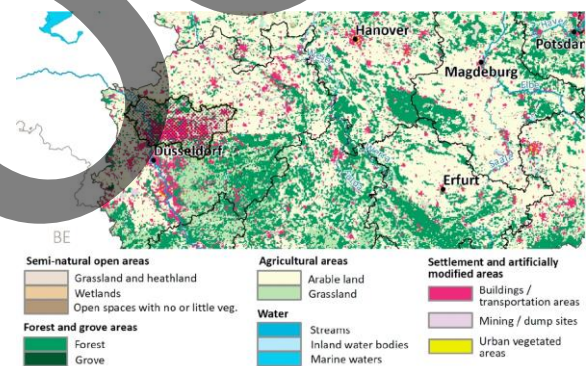 Hanover
Potsdam
Magdeburg
Elbe
Saale
Düsseldorf
Erfurt
BE
Semi-natural open areas
Grassland and heathland
Wetlands
Open spaces with no or little veg.
Forest and grove areas
Forest
Grove
Agricultural areas
Arable land
Grassland
Water
Streams
Inland water bodies
Marine waters
Settlement and artificially
modified areas
Buildings /
transportation areas
Mining / dump sites
Urban vegetated
areas